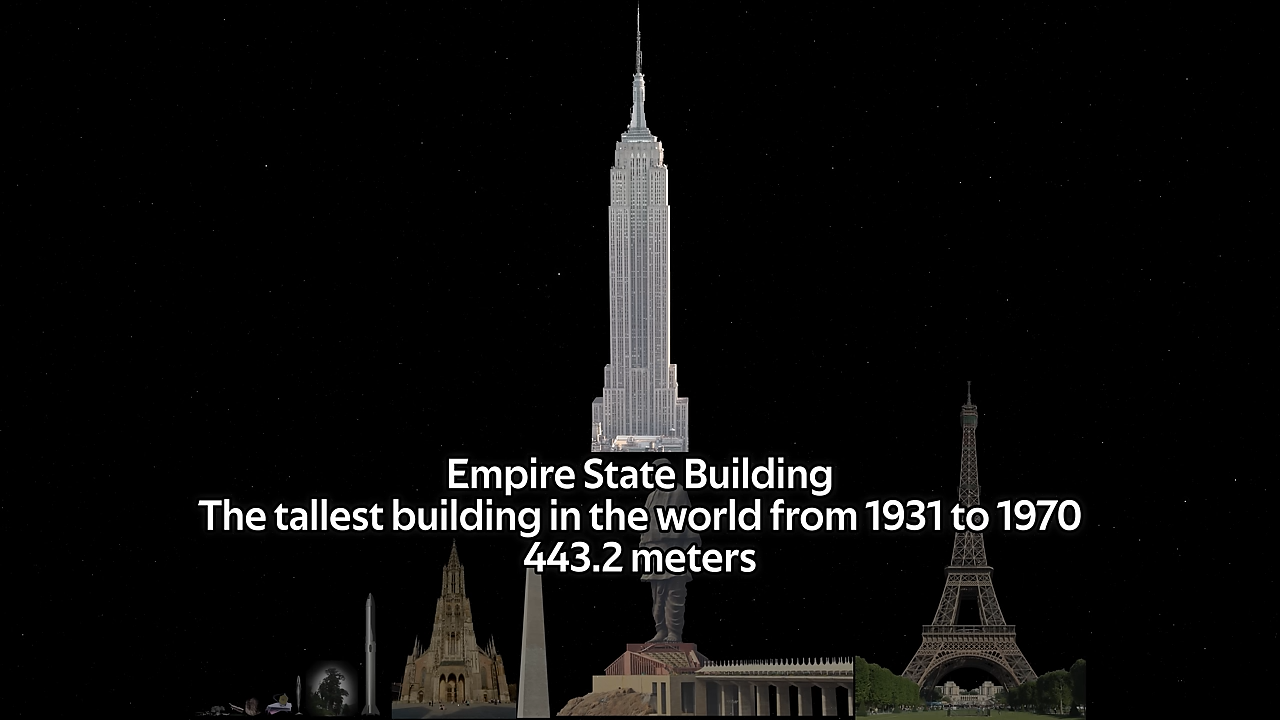 Empire State Building
The tallest building in the world from 1931 to 1970
443.2 meters